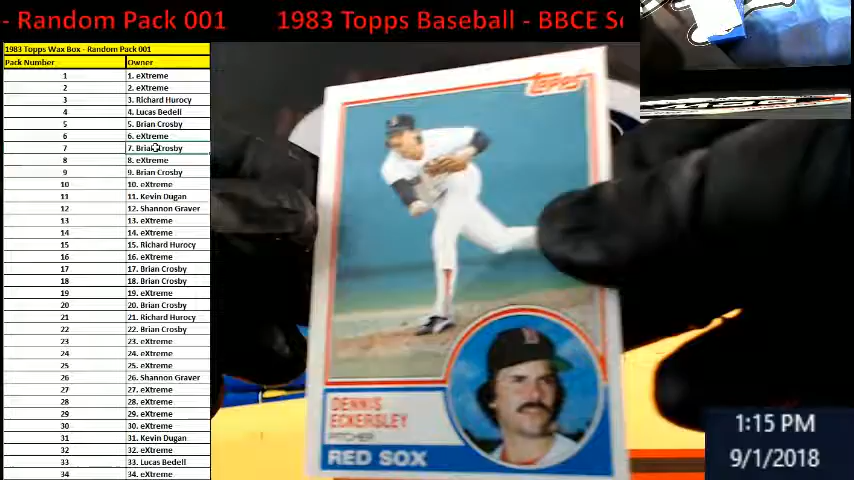 - Random Pack 001 1983 Topps Baseball - BBCE Se
1983 Topps Wax Box - Random Pack 001
Pack Number Owner
1 1. eXtreme
2 2. eXtreme
3 3. Richard Hurocy
4 4. Lucas Bedell
5 5. Brian Crosby
6 6. eXtreme
7 7. Brian Crosby
8 8. eXtreme
9 9. Brian Crosby
10 10. eXtreme
11 11. Kevin Dugan
12 12. Shannon Graver
13 13. eXtreme
14 14. eXtreme
15 15. Richard Hurocy
16 16. eXtreme
17 17. Brian Crosby
18 18. Brian Crosby
19 19. eXtreme
20 20. Brian Crosby
21 21. Richard Hurocy
22 22. Brian Crosby
23 23. eXtreme
24 24. eXtreme
25 25. eXtreme
26 26. Shannon Graver
27 27. eXtreme
28 28. eXtreme
29 29. eXtreme
30 30. eXtreme
31 31. Kevin Dugan
32 32. eXtreme
33 33. Lucas Bedell
34 34. eXtreme
Topps
DENNIS
ECKERSLEY
PITCHER
RED SOX
1:15 PM
9/1/2018